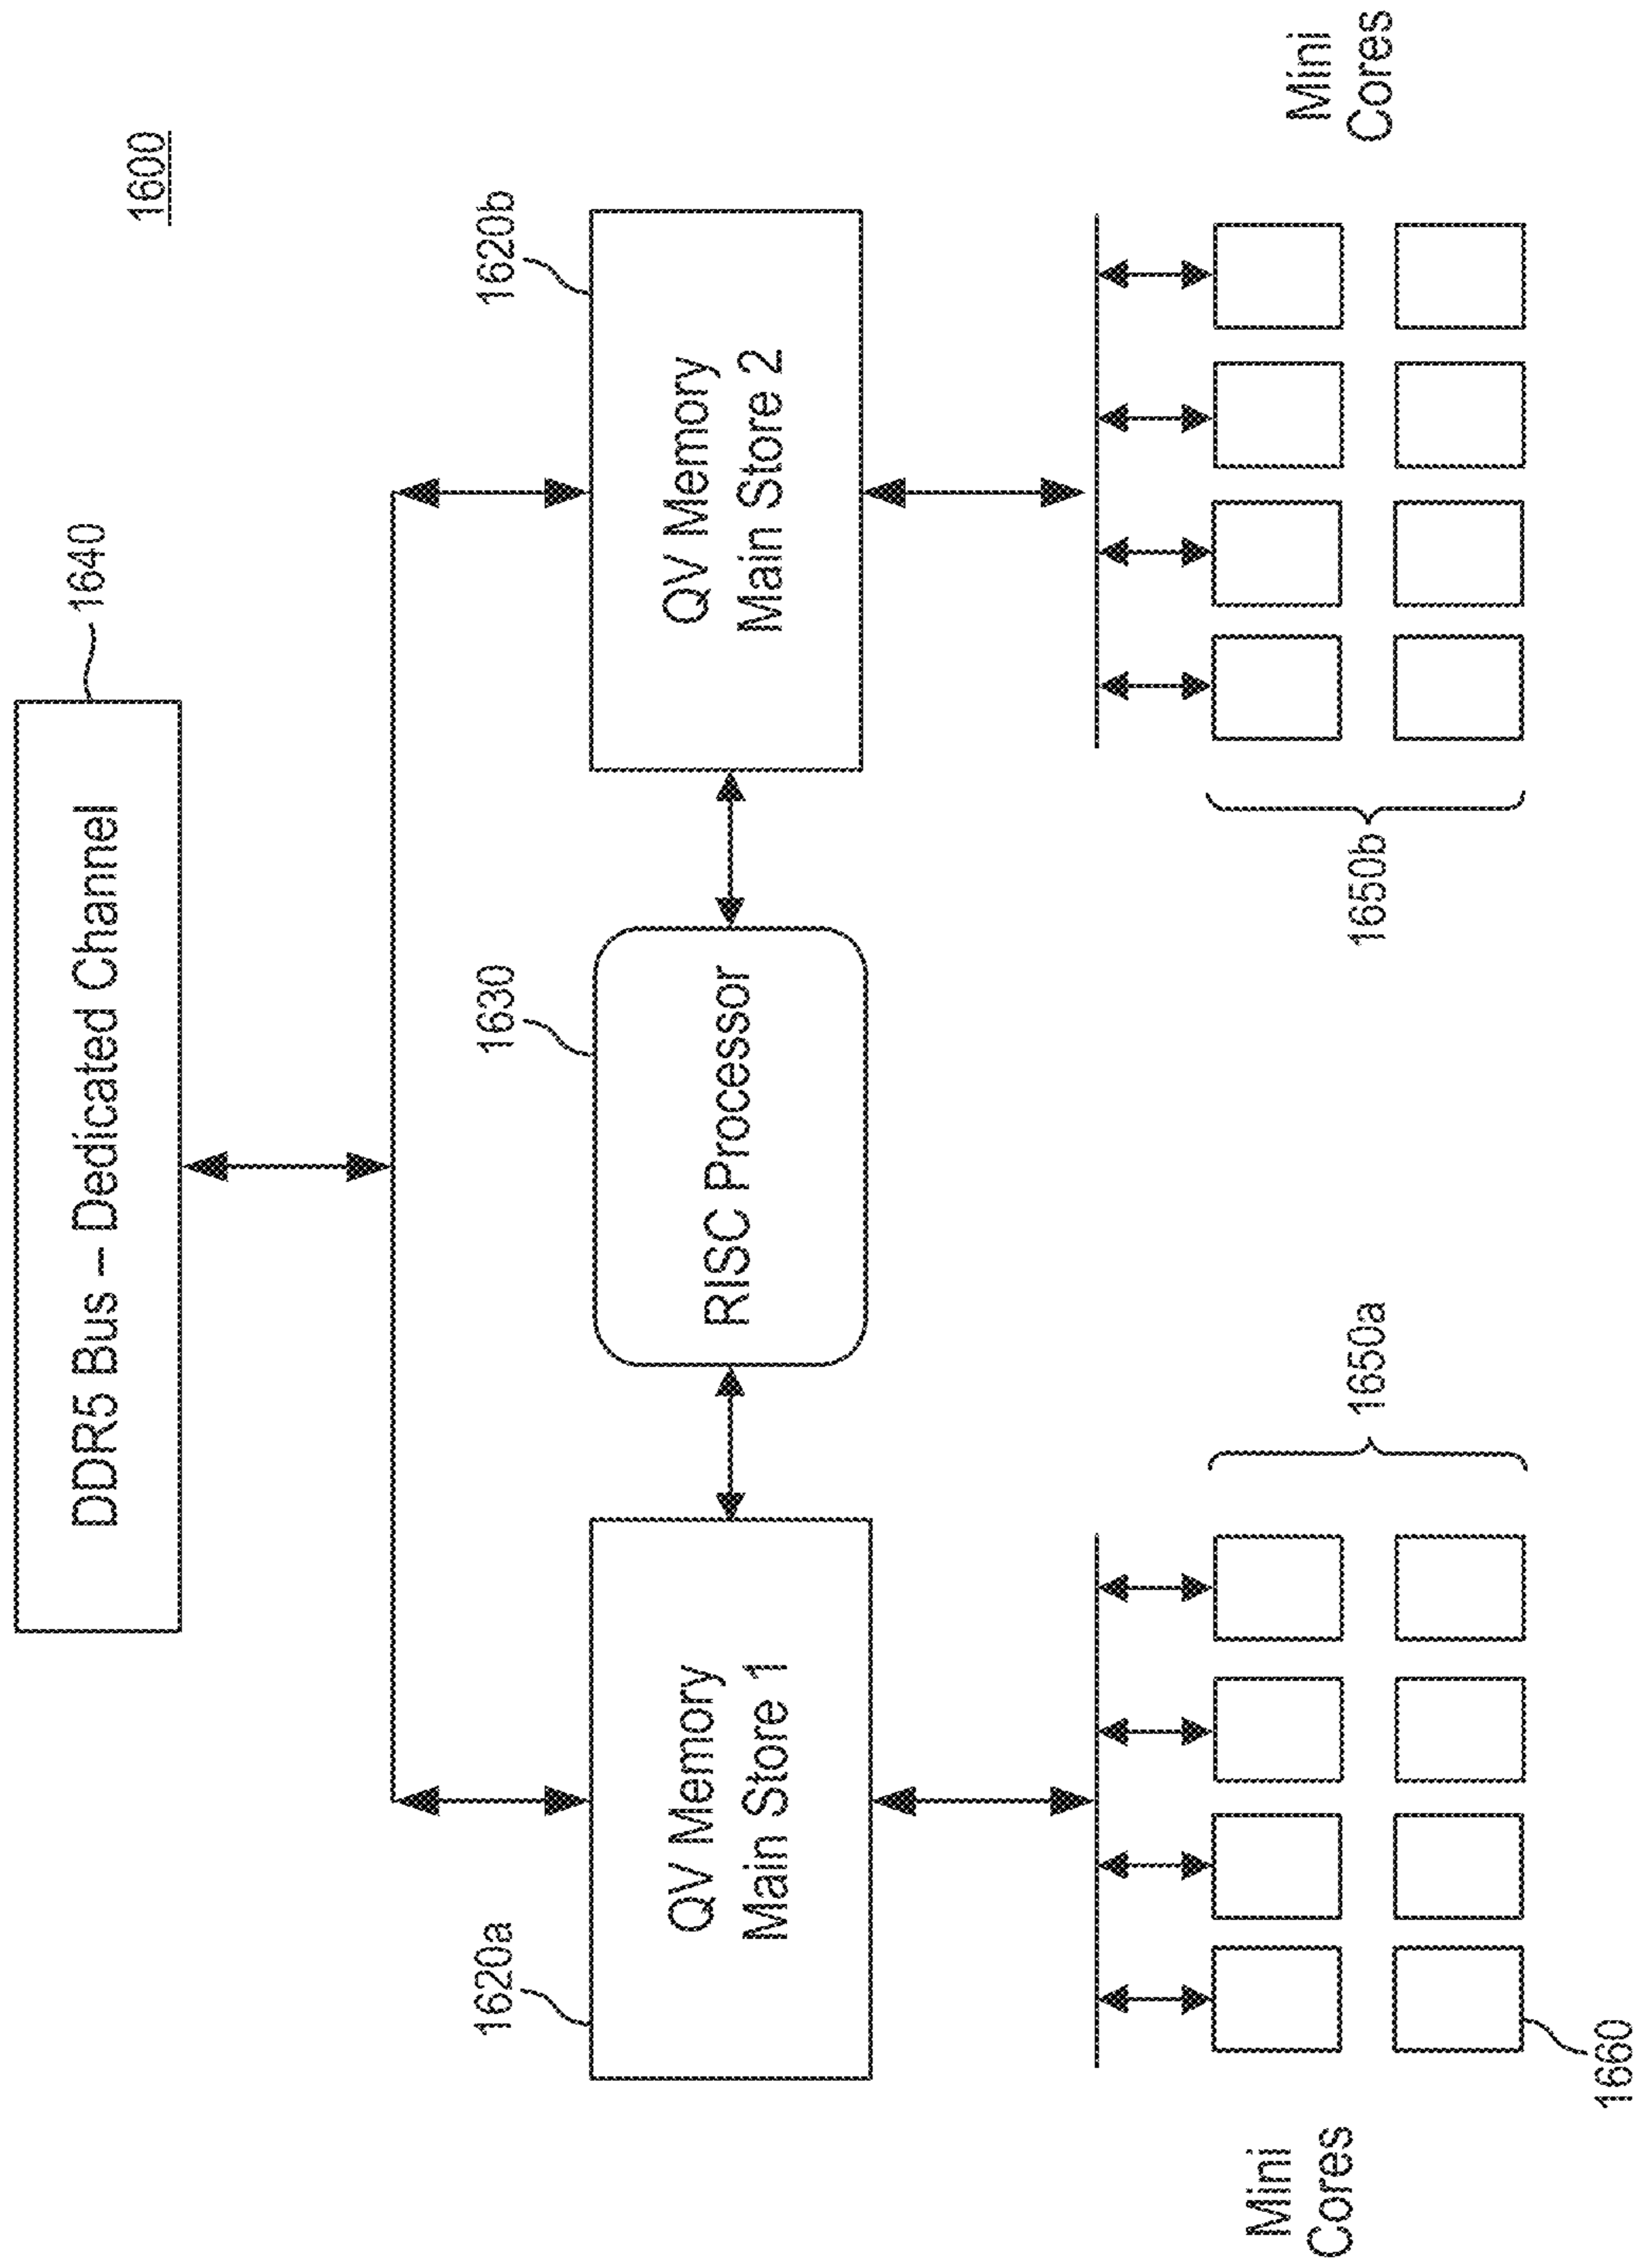 1600
DDR5 Bus – Dedicated Channel
1640
1620a
QV Memory
Main Store 1
1630
RISC Processor
1620b
QV Memory
Main Store 2
Mini
Cores
1660
1650a
1650b
Mini
Cores